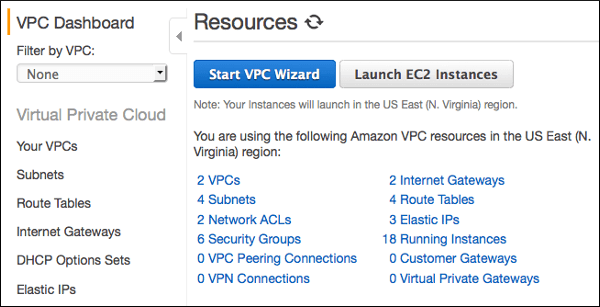 VPC Dashboard
Filter by VPC:
None
Virtual Private Cloud
Your VPCs
Subnets
Route Tables
Internet Gateways
DHCP Options Sets
Elastic IPs
Resources
Start VPC Wizard
Launch EC2 Instances
Note: Your Instances will launch in the US East (N. Virginia) region.
You are using the following Amazon VPC resources in the US East (N.
Virginia) region:
2 VPCs
2 Internet Gateways
4 Subnets
4 Route Tables
2 Network ACLs
3 Elastic IPs
6 Security Groups
18 Running Instances
0 VPC Peering Connections
0 Customer Gateways
0 VPN Connections
0 Virtual Private Gateways